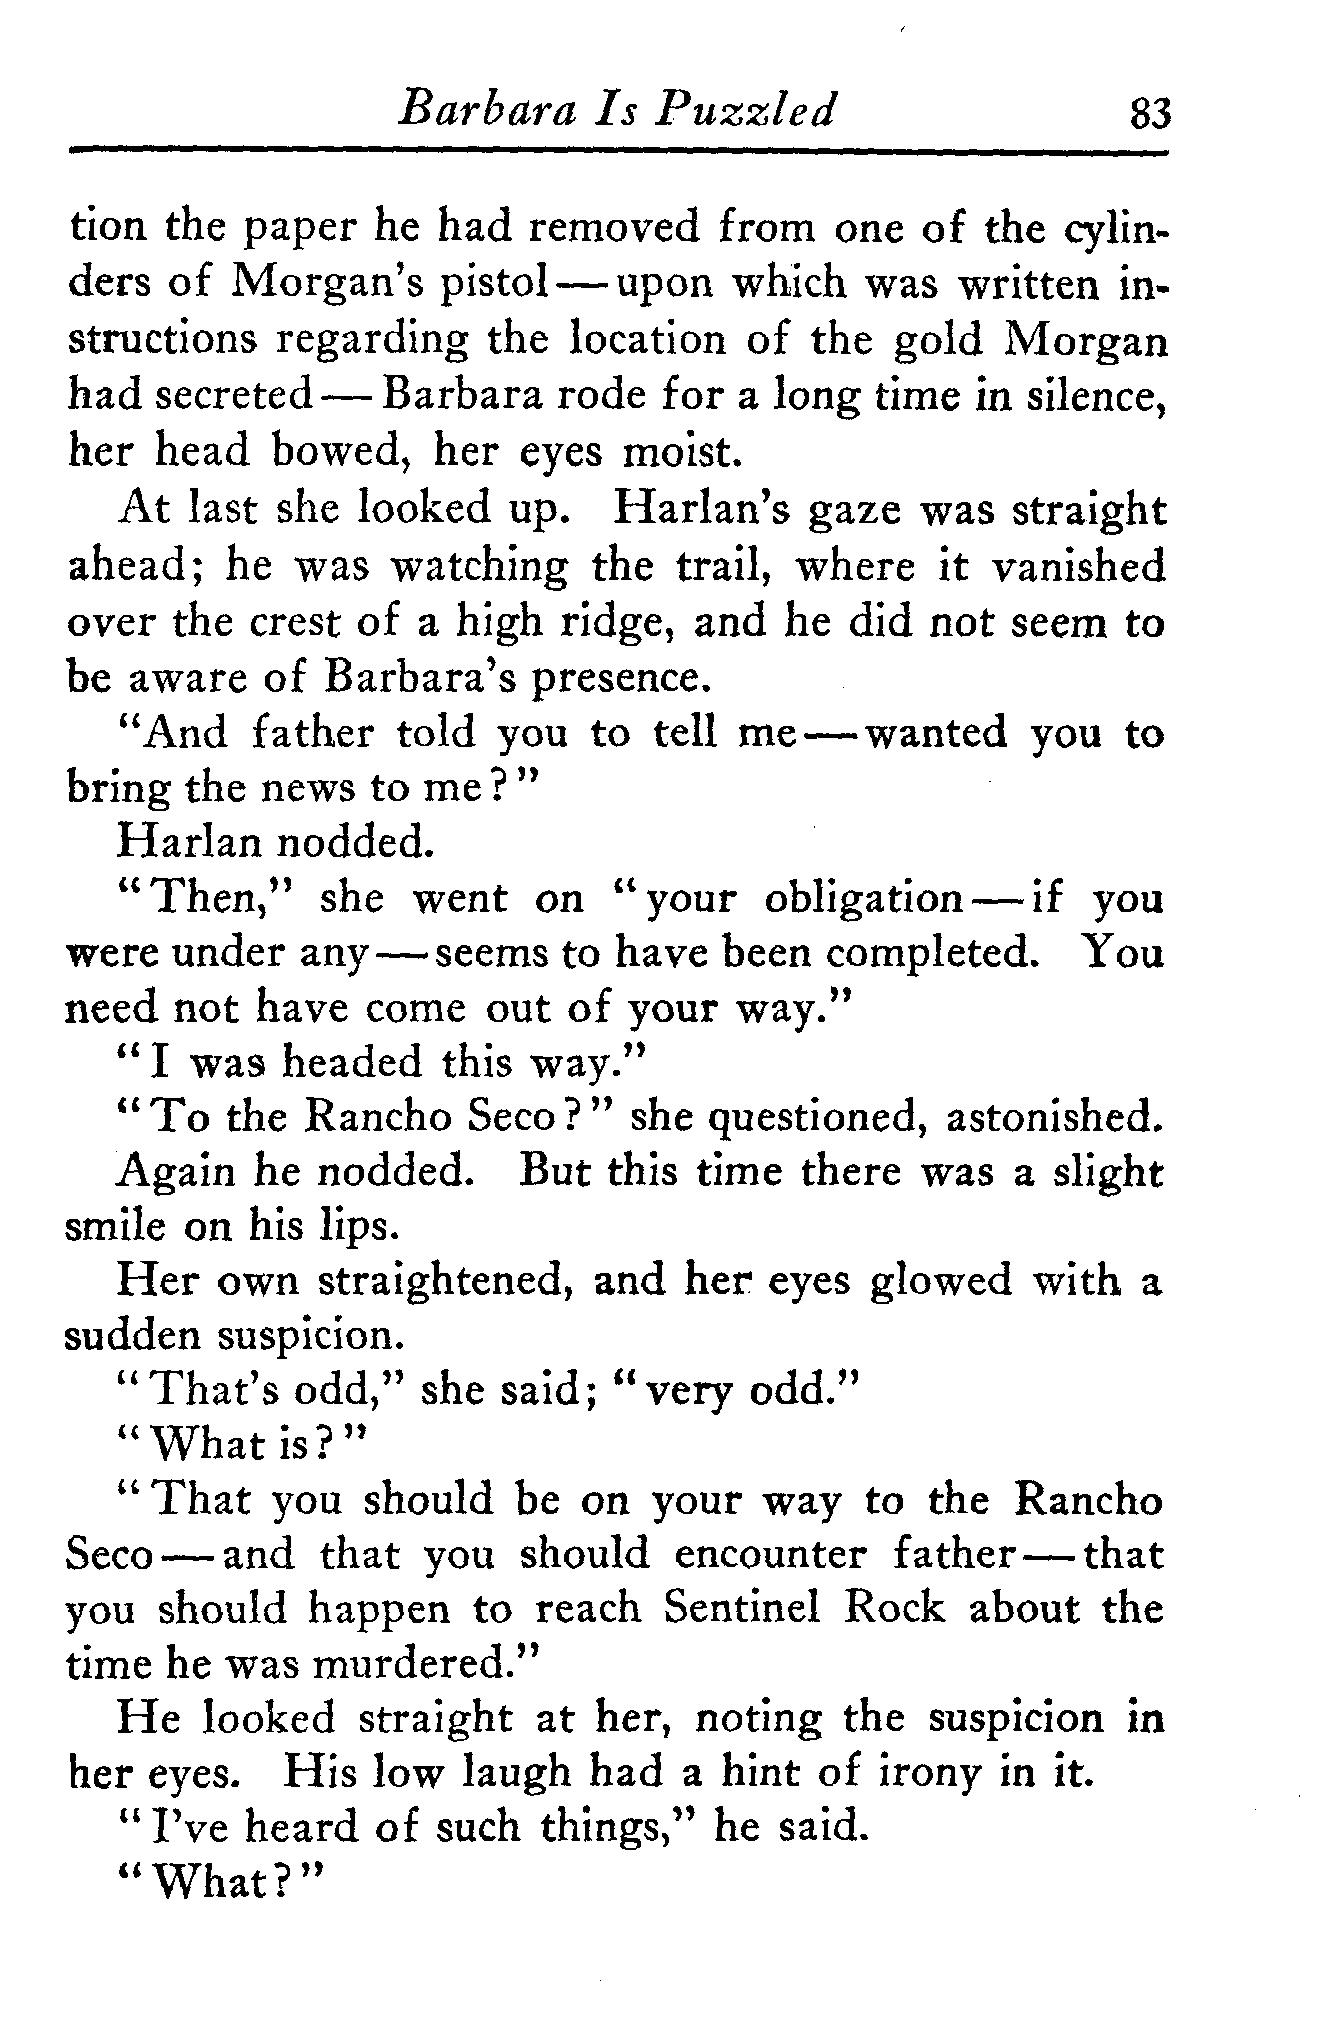 Barbara Is Puzzled 83
tion the paper he had removed from one of the cylin-
ders of Morgan's pistol—upon which was written in-
structions regarding the location of the gold Morgan
had secreted—Barbara rode for a long time in silence,
her head bowed, her eyes moist.
At last she looked up. Harlan's gaze was straight
ahead; he was watching the trail, where it vanished
over the crest of a high ridge, and he did not seem to
be aware of Barbara's presence.
"And father told you to tell me—wanted you to
bring the news to me?"
Harlan nodded.
"Then," she went on "your obligation—if you
were under any—seems to have been completed. You
need not have come out of your way."
"I was headed this way."
"To the Rancho Seco?" she questioned, astonished.
Again he nodded. But this time there was a slight
smile on his lips.
Her own straightened, and her eyes glowed with a
sudden suspicion.
"That's odd," she said; "very odd."
"What is?"
"That you should be on your way to the Rancho
Seco—and that you should encounter father—that
you should happen to reach Sentinel Rock about the
time he was murdered."
He looked straight at her, noting the suspicion in
her eyes. His low laugh had a hint of irony in it.
"I've heard of such things," he said.
"What?"